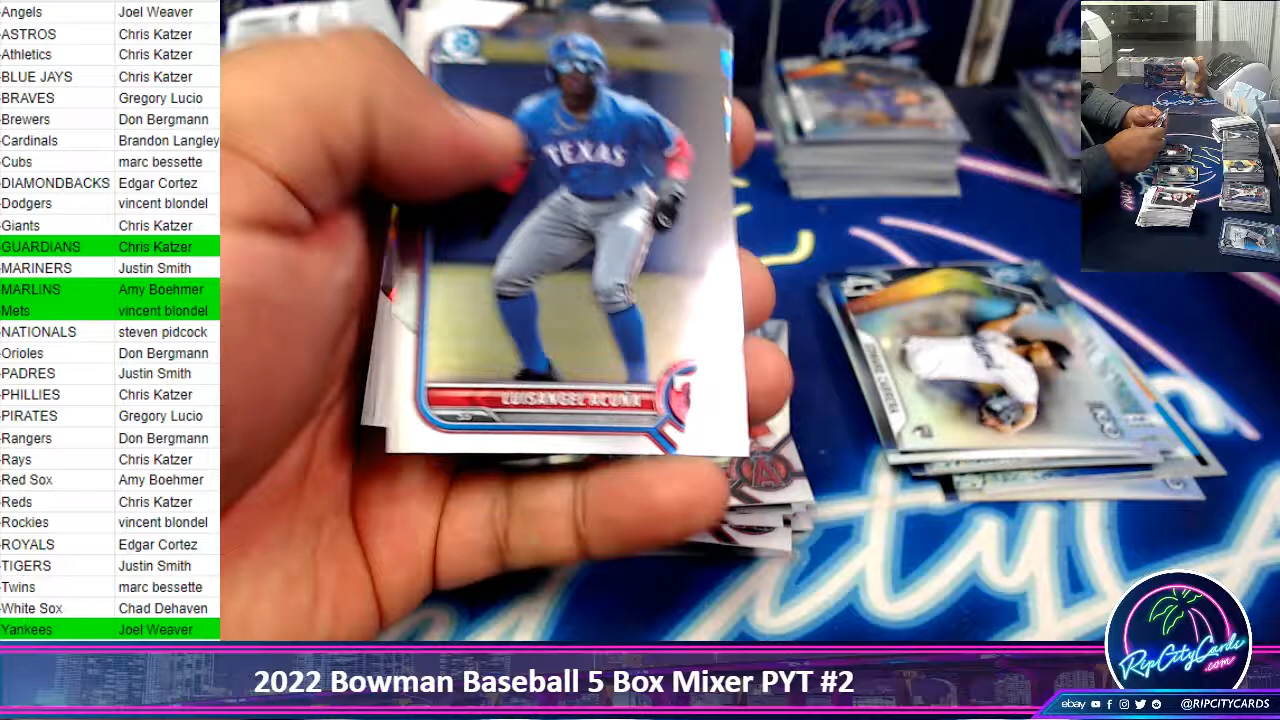 -Angels Joel Weaver
-ASTROS Chris Katzer
-Athletics Chris Katzer
-BLUE JAYS Chris Katzer
-BRAVES Gregory Lucio
-Brewers Don Bergmann
-Cardinals Brandon Langley
-Cubs marc bessette
-DIAMONDBACKS Edgar Cortez
-Dodgers vincent blondel
-Giants Chris Katzer
-GUARDIANS Chris Katzer
-MARINERS Justin Smith
-MARLINS Amy Boehmer
-Mets vincent blondel
-NATIONALS steven pidcock
-Orioles Don Bergmann
-PADRES Justin Smith
-PHILLIES Chris Katzer
-PIRATES Gregory Lucio
-Rangers Don Bergmann
-Rays Chris Katzer
-Red Sox Amy Boehmer
-Reds Chris Katzer
-Rockies vincent blondel
-ROYALS Edgar Cortez
-TIGERS Justin Smith
-Twins marc bessette
-White Sox Chad Dehaven
-Yankees Joel Weaver
TEXAS
LUISANGEL ACUÑA
City
2022 Bowman Baseball 5 Box Mixer PYT #2
RipCityCards
.com
ebay @RIPCITYCARDS